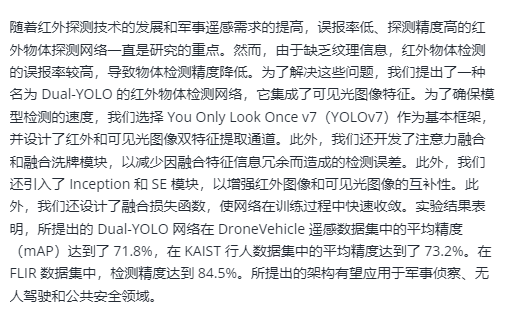 随着红外探测技术的发展和军事遥感需求的提高，误报率低、探测精度高的红
外物体探测网络一直是研究的重点。然而，由于缺乏纹理信息，红外物体检测
的误报率较高，导致物体检测精度降低。为了解决这些问题，我们提出了一种
名为 Dual-YOLO 的红外物体检测网络，它集成了可见光图像特征。为了确保模
型检测的速度，我们选择 You Only Look Once v7（YOLOv7）作为基本框架，
并设计了红外和可见光图像双特征提取通道。此外，我们还开发了注意力融合
和融合洗牌模块，以减少因融合特征信息冗余而造成的检测误差。此外，我们
还引入了 Inception 和 SE 模块，以增强红外图像和可见光图像的互补性。此
外，我们还设计了融合损失函数，使网络在训练过程中快速收敛。实验结果表
明，所提出的 Dual-YOLO 网络在 DroneVehicle 遥感数据集中的平均精度
（mAP）达到了 71.8%，在 KAIST 行人数据集中的平均精度达到了 73.2%。在
FLIR 数据集中，检测精度达到 84.5%。所提出的架构有望应用于军事侦察、无
人驾驶和公共安全领域。